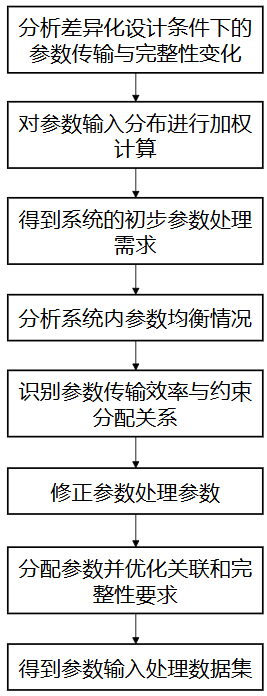 分析差异化设计条件下的
参数传输与完整性变化
对参数输入分布进行加权
计算
得到系统的初步参数处理
需求
分析系统内参数均衡情况
识别参数传输效率与约束
分配关系
修正参数处理参数
分配参数并优化关联和完
整性要求
得到参数输入处理数据集